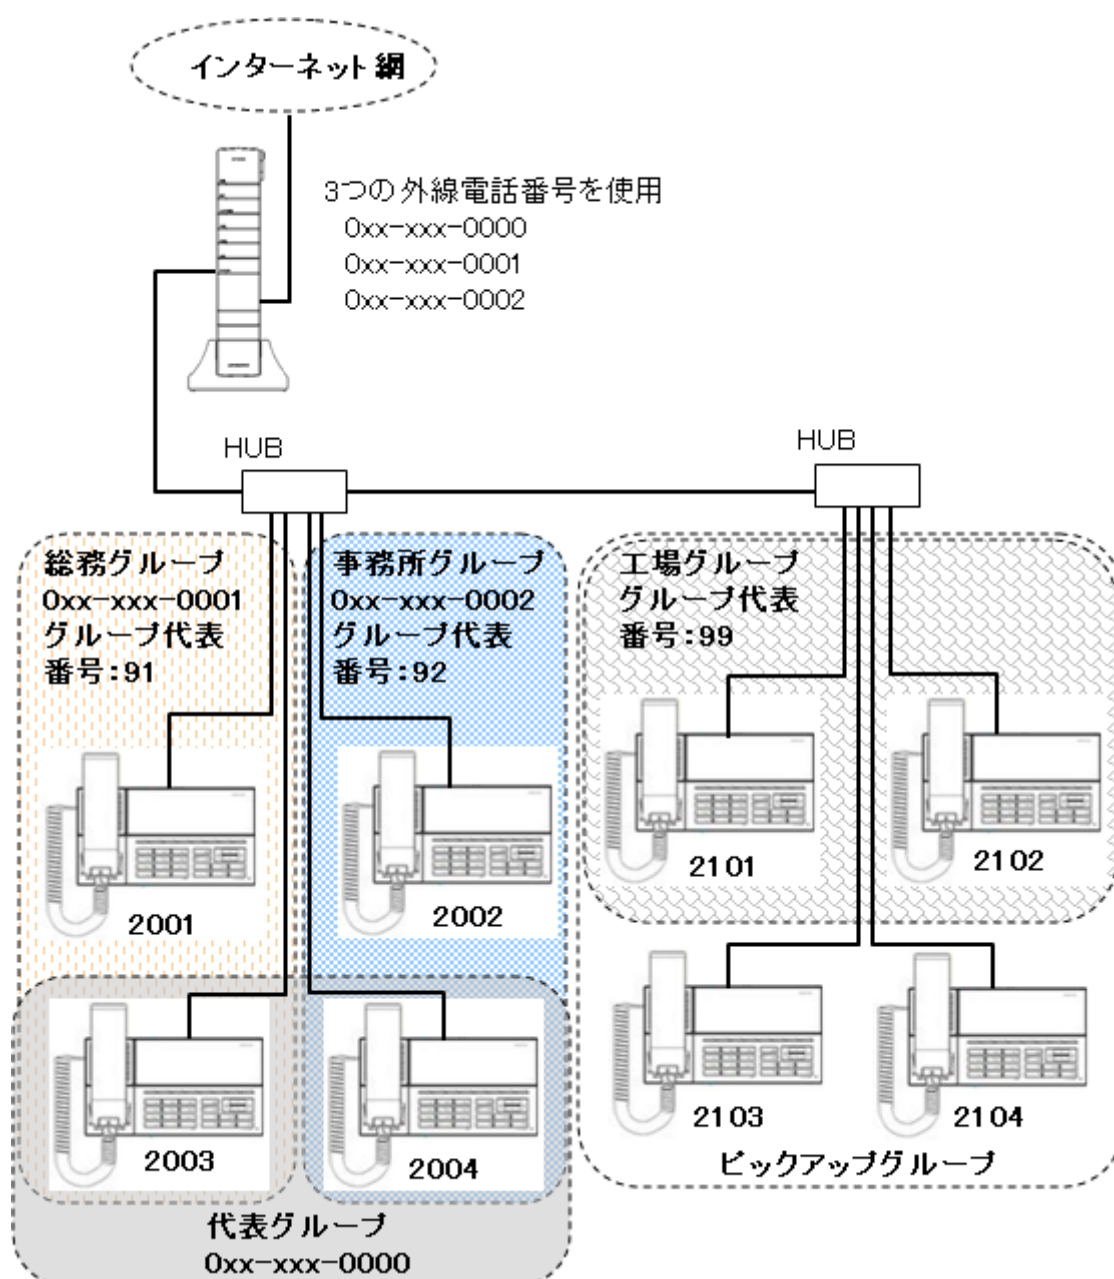 インターネット網
3つの外線電話番号を使用
0xx-xxx-0000
0xx-xxx-0001
0xx-xxx-0002
HUB
HUB
総務グループ
0xx-xxx-0001
グループ代表
番号:91
事務所グループ
0xx-xxx-0002
グループ代表
番号:92
工場グループ
グループ代表
番号:99
2001
2002
2101
2102
2003
2004
2103
2104
ピックアップグループ
代表グループ
0xx-xxx-0000